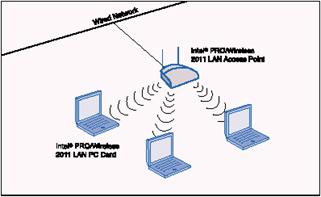 Wired Network
Intel® PRO/Wireless
2011 LAN Access Point
Intel® PRO/Wireless
2011 LAN PC Card